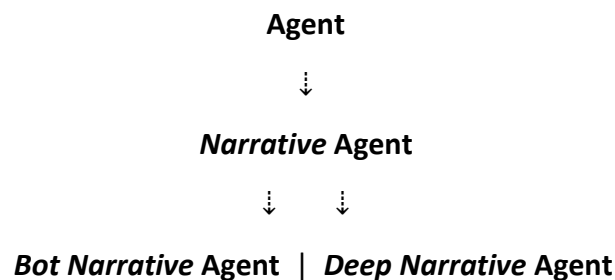 Agent
⇣
Narrative Agent
⇣ ⇣
Bot Narrative Agent | Deep Narrative Agent